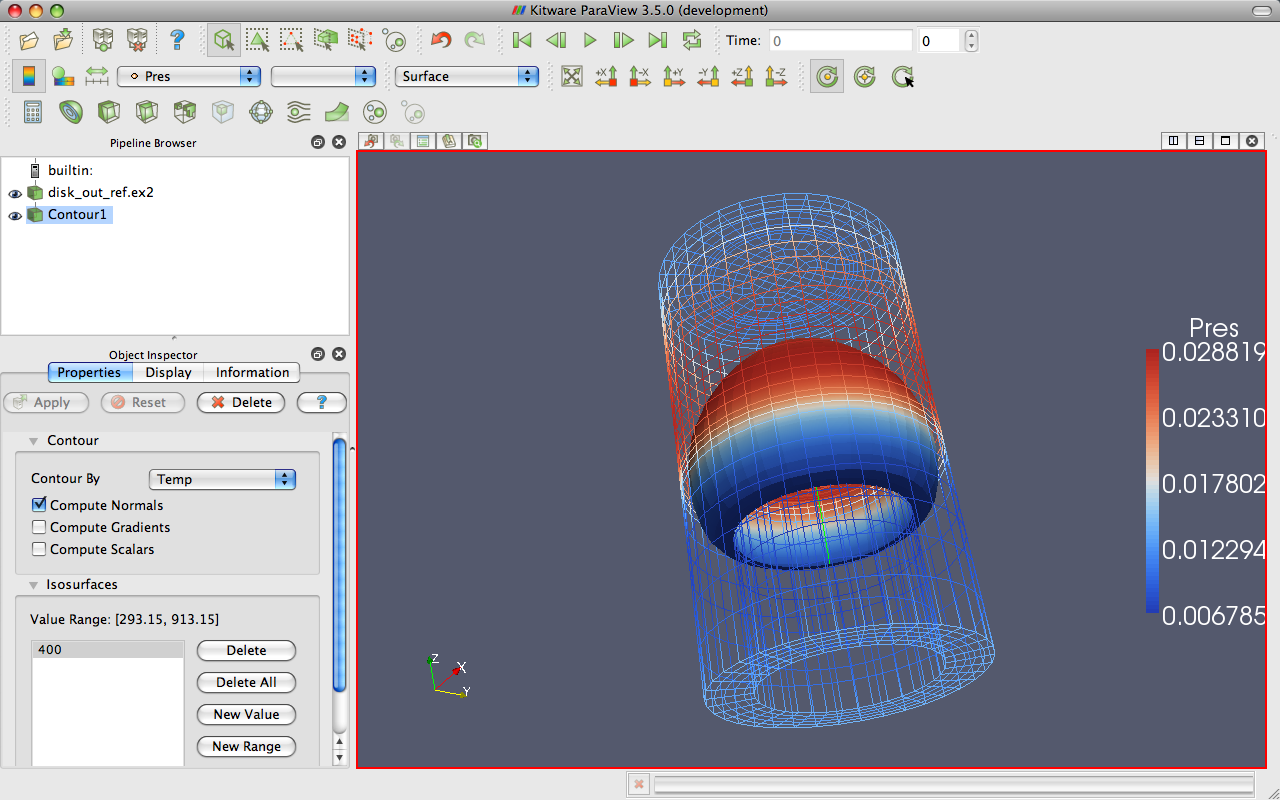 Kitware ParaView 3.5.0 (development)
?
Time: 0 0
Pres Surface +X -X +Y -Y +Z -Z
Pipeline Browser
builtin:
disk_out_ref.ex2
Contour1
Object Inspector
Properties Display Information
Apply Reset Delete ?
Contour
Contour By Temp
Compute Normals
Compute Gradients
Compute Scalars
Isosurfaces
Value Range: [293.15, 913.15]
400
Delete
Delete All
New Value
New Range
Pres
0.028819
0.023310
0.017802
0.012294
0.006785
Z
X
Y